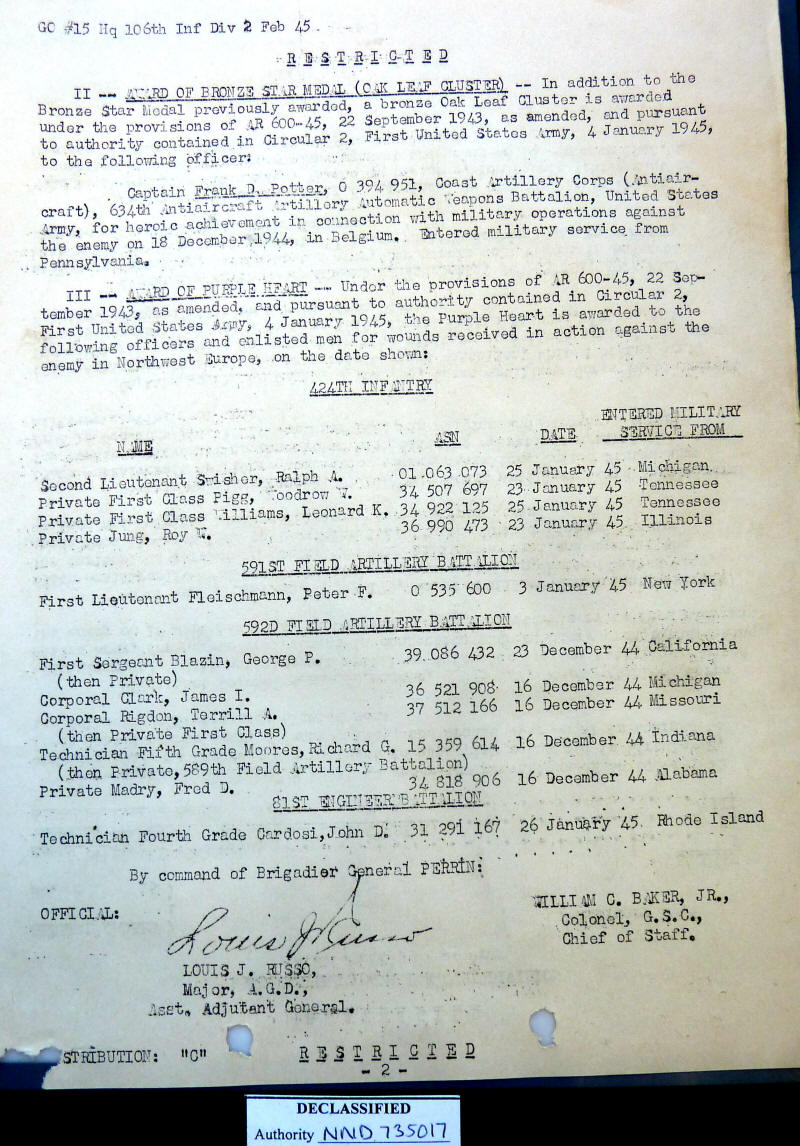 GO #15 Hq 106th Inf Div 2 Feb 45.
R E S T R I C T E D
II -- AWARD OF BRONZE STAR MEDAL (OAK LEAF CLUSTER) -- In addition to the
Bronze Star Medal previously awarded, a bronze Oak Leaf Cluster is awarded
under the provisions of AR 600-45, 22 September 1943, as amended, and pursuant
to authority contained in Circular 2, First United States Army, 4 January 1945,
to the following officer:
Captain Frank D. Potter, O 394 951, Coast Artillery Corps (Antiair-
craft), 634th Antiaircraft Artillery Automatic Weapons Battalion, United States
Army, for heroic achievement in connection with military operations against
the enemy on 18 December 1944, in Belgium. Entered military service from
Pennsylvania.
III -- AWARD OF PURPLE HEART -- Under the provisions of AR 600-45, 22 Sep-
tember 1943, as amended, and pursuant to authority contained in Circular 2,
First United States Army, 4 January 1945, the Purple Heart is awarded to the
following officers and enlisted men for wounds received in action against the
enemy in Northwest Europe, on the date shown:
424TH INFANTRY
ENTERED MILITARY
NAME ASN DATE SERVICE FROM
Second Lieutenant Swisher, Ralph A. 01 063 073 25 January 45 Michigan
Private First Class Pigg, Woodrow W. 34 507 697 23 January 45 Tennessee
Private First Class Williams, Leonard K. 34 922 125 25 January 45 Tennessee
Private Jung, Roy W. 36 990 473 23 January 45 Illinois
591ST FIELD ARTILLERY BATTALION
First Lieutenant Fleischmann, Peter F. O 535 600 3 January 45 New York
592D FIELD ARTILLERY BATTALION
First Sergeant Blazin, George P. 39 086 432 23 December 44 California
(then Private)
Corporal Clark, James I. 36 521 908 16 December 44 Michigan
Corporal Rigdon, Terrill A. 37 512 166 16 December 44 Missouri
(then Private First Class)
Technician Fifth Grade Moores, Richard G. 15 359 614 16 December 44 Indiana
(then Private, 589th Field Artillery Battalion)
Private Madry, Fred D. 34 818 906 16 December 44 Alabama
81ST ENGINEER BATTALION
Technician Fourth Grade Cardosi, John D. 31 291 167 26 January 45 Rhode Island
By command of Brigadier General PERRIN:
WILLIAM C. BAKER, JR.,
OFFICIAL: Colonel, G.S.C.,
Chief of Staff.
Louis J Russo
LOUIS J. RUSSO,
Major, A.G.D.,
Asst. Adjutant General.
STRIBUTION: "C" R E S T R I C T E D
- 2 -
DECLASSIFIED
Authority NND 735017